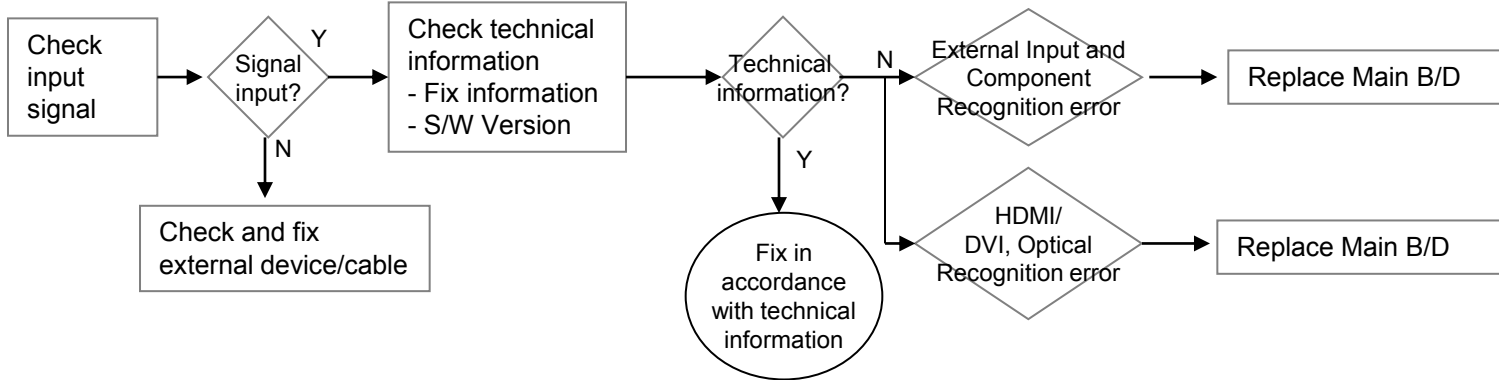 Check
input
signal
Signal
input?
Y
N
Check and fix
external device/cable
Check technical
information
- Fix information
- S/W Version
Technical
information?
N
Y
Fix in
accordance
with technical
information
External Input and
Component
Recognition error
Replace Main B/D
HDMI/
DVI, Optical
Recognition error
Replace Main B/D